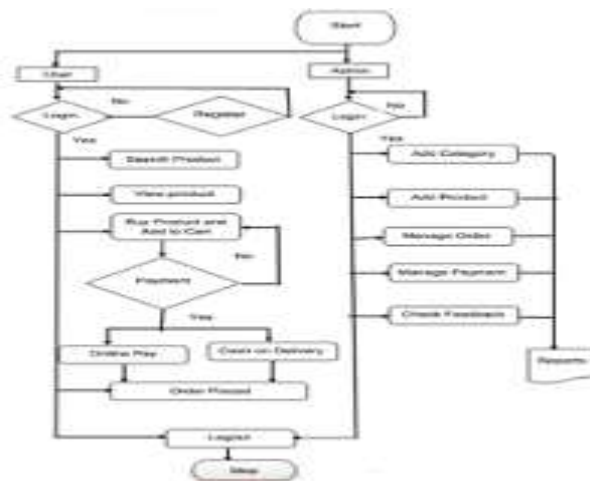 Start
User
Admin
Login
No
Register
Login
No
Yes
Yes
Search Product
Add Category
View product
Add Product
Buy Product and
Add to Cart
Manage Order
No
Payment
Manage Payment
Yes
Check Feedback
Online Pay
Cash on Delivery
Reports
Order Placed
Logout
Stop